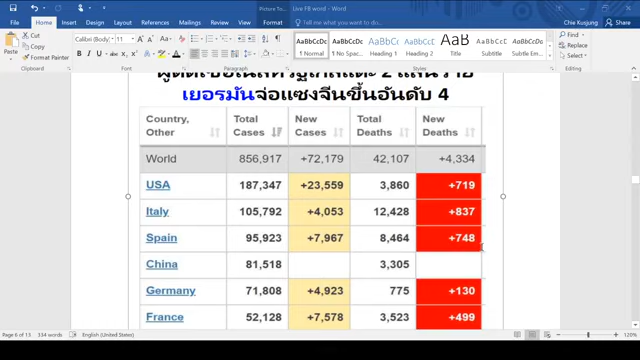 Picture To...
Live Fill word - Word
Chie Kusjung
File Home Insert Design Layout References Mailings Review View Format Tell me what you want to do... Share
Paste
Cut
Copy
Format Painter
Clipboard
Calibri (Body) 11
Font
Paragraph
AaBbCcDc AaBbCcDc AaBbCc AaBbCcC AaB AaBbCcC AaBbCcDc
¶ Normal ¶ No Spac... Heading 1 Heading 2 Title Subtitle Subtle Em...
Styles
Find
Replace
Select
Editing
เยอรมันจ่อแซงจีนขึ้นอันดับ 4
Country, Other Total Cases New Cases Total Deaths New Deaths
World 856,917 +72,179 42,107 +4,334
USA 187,347 +23,559 3,860 +719
Italy 105,792 +4,053 12,428 +837
Spain 95,923 +7,967 8,464 +748
China 81,518 3,305
Germany 71,808 +4,923 775 +130
France 52,128 +7,578 3,523 +499
Page 6 of 13 334 words English (United States) 120%